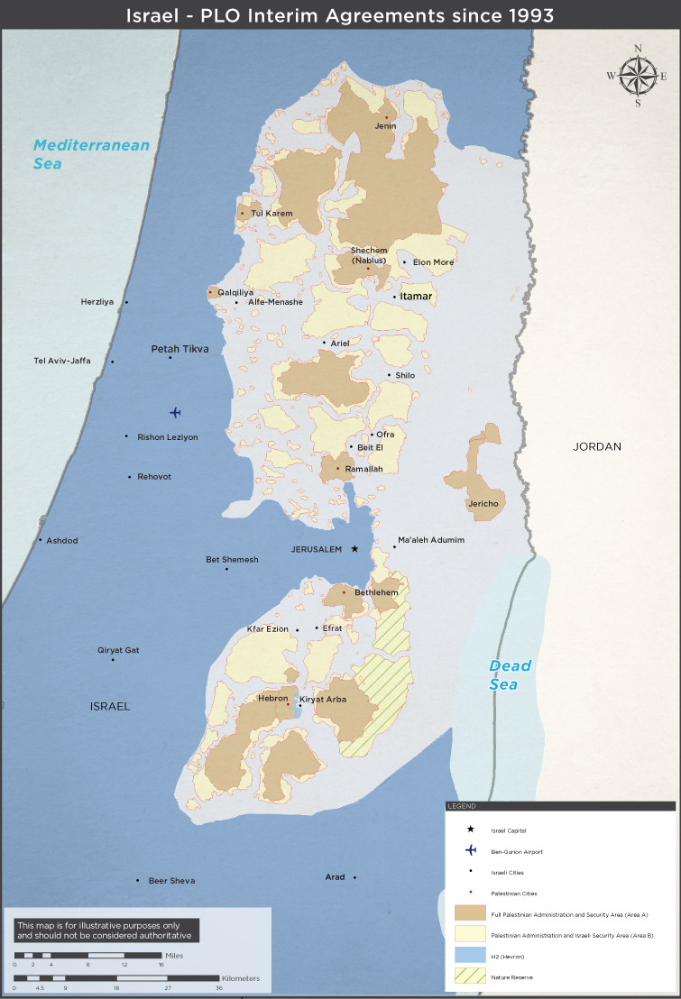 Israel - PLO Interim Agreements since 1993
N
W
E
S
Mediterranean
Sea
Jenin
Tul Karem
Shechem
(Nablus)
Elon More
Qalqiliya
Itamar
Herzliya
Alfe-Menashe
Ariel
Petah Tikva
Tel Aviv-Jaffa
Shilo
Ofra
Rishon Leziyon
Beit El
JORDAN
Ramallah
Rehovot
Jericho
Ashdod
Ma'aleh Adumim
JERUSALEM
Bet Shemesh
Bethlehem
Kfar Ezion
Efrat
Qiryat Gat
Dead
Sea
Hebron
Kiryat Arba
ISRAEL
Beer Sheva
Arad
LEGEND
Israel Capital
Ben-Gurion Airport
Israeli Cities
Palestinian Cities
Full Palestinian Administration and Security Area (Area A)
Palestinian Administration and Israeli Security Area (Area B)
H2 (Hevron)
Nature Reserve
This map is for illustrative purposes only
and should not be considered authoritative
Miles
0 2 4 8 12 16
Kilometers
0 4.5 9 18 27 36